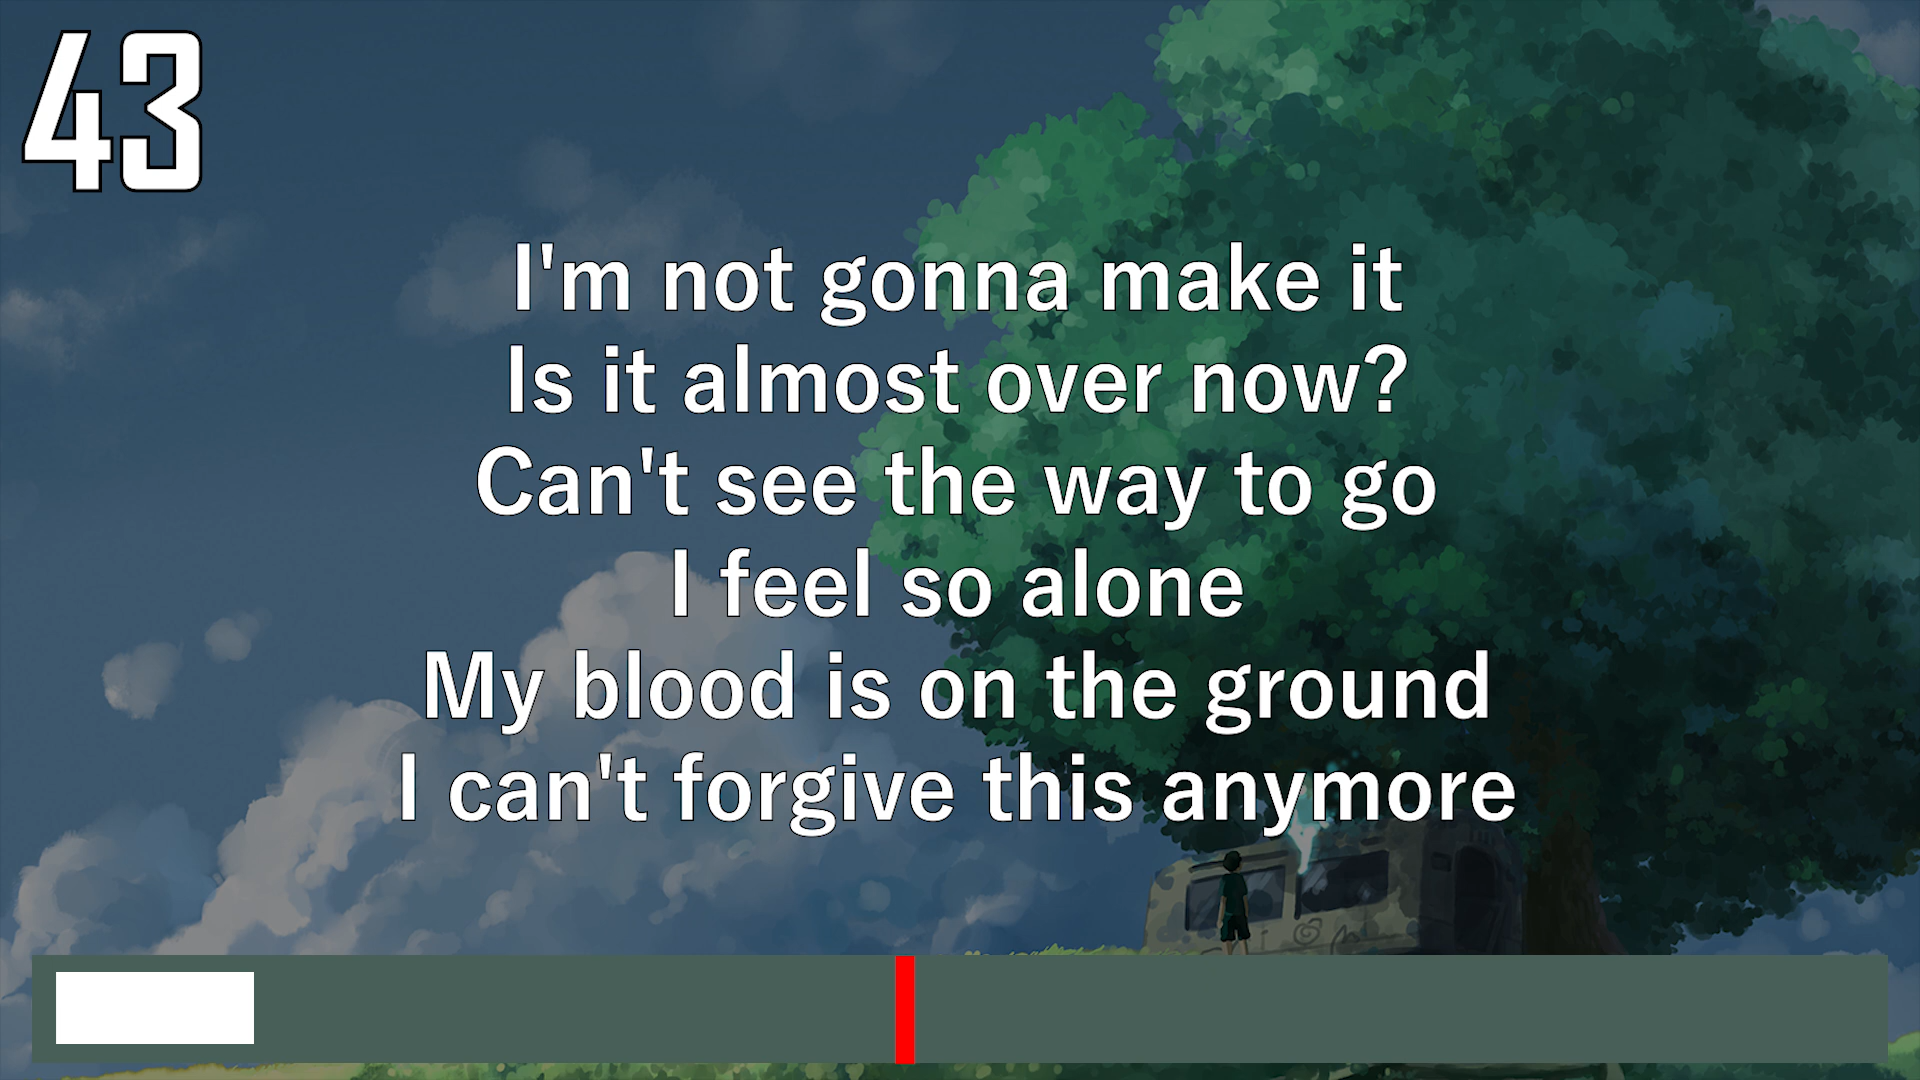 43
I'm not gonna make it
Is it almost over now?
Can't see the way to go
I feel so alone
My blood is on the ground
I can't forgive this anymore